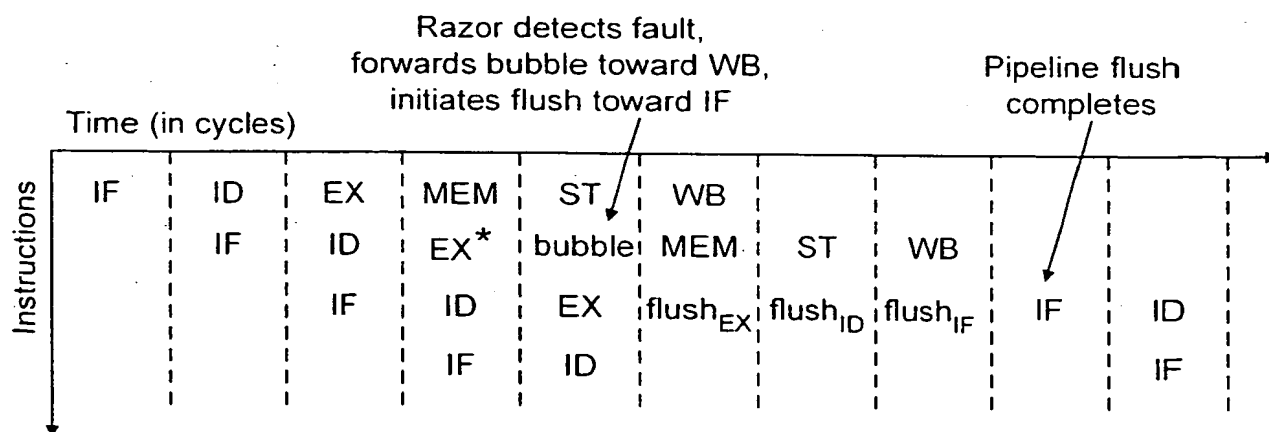 Razor detects fault,
forwards bubble toward WB,
initiates flush toward IF
Pipeline flush
completes
Time (in cycles)
Instructions
IF ID EX MEM ST WB
IF ID EX* bubble MEM ST WB
IF ID EX flushEX flushID flushIF IF ID
IF ID IF